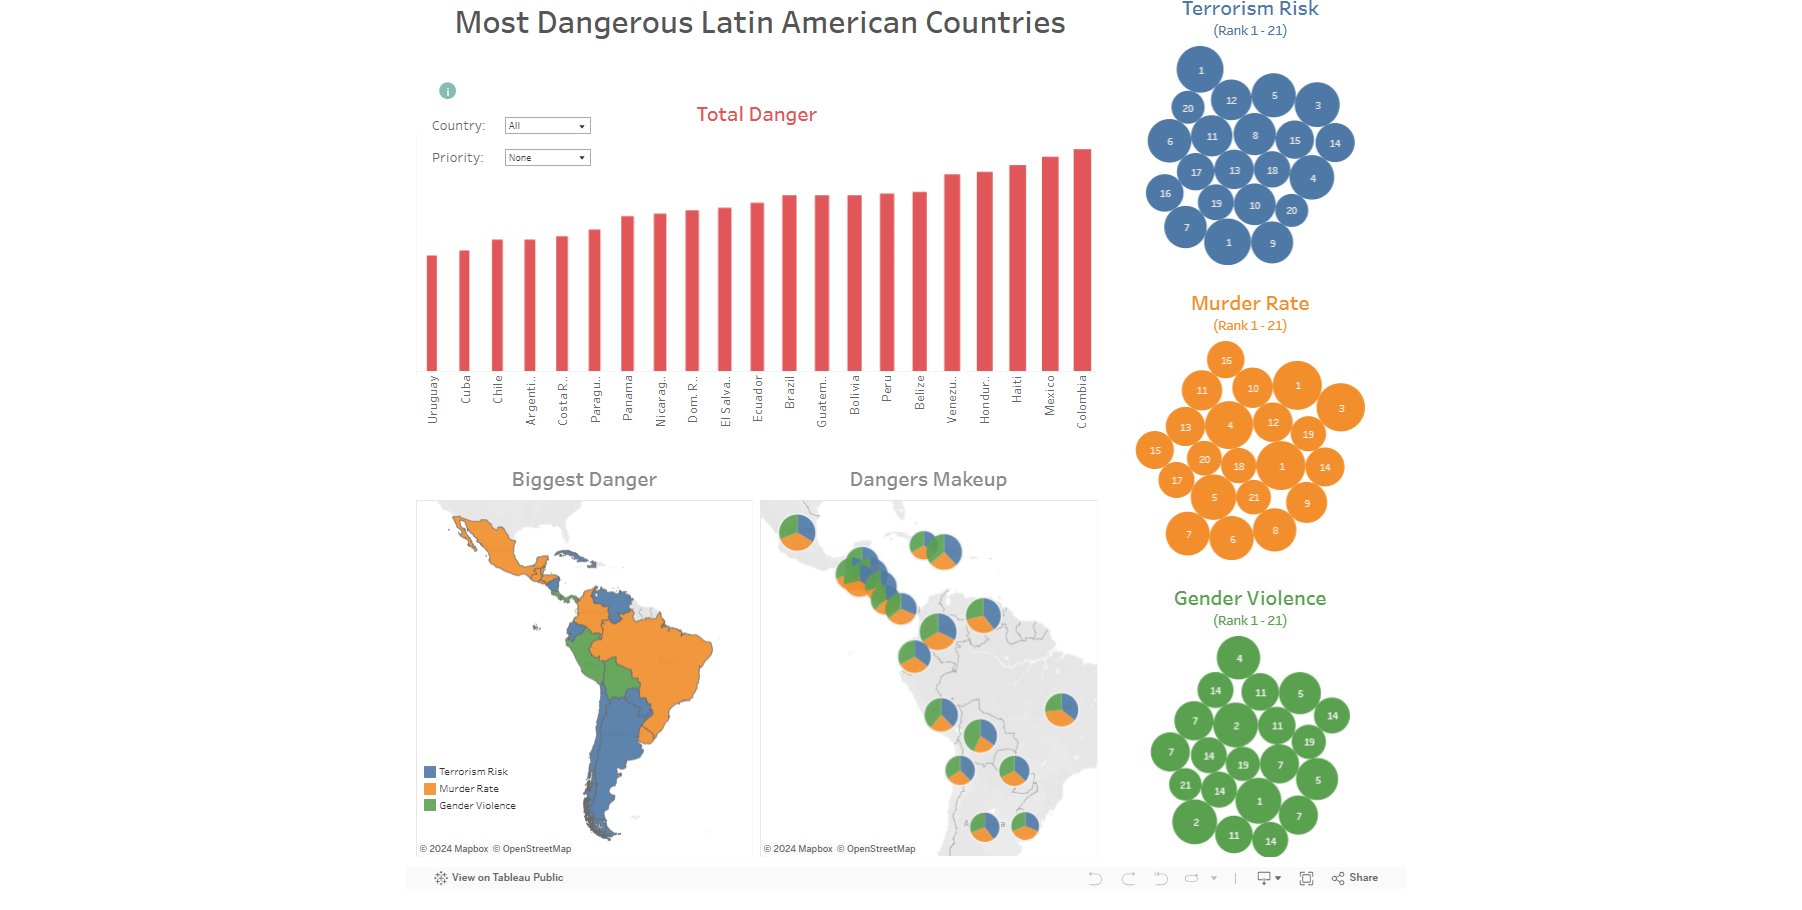 Most Dangerous Latin American Countries
i
Country:
All
Priority:
None
Total Danger
Uruguay
Cuba
Chile
Argenti..
Costa R..
Paragu..
Panama
Nicarag..
Dom. R..
El Salva..
Ecuador
Brazil
Guatem..
Bolivia
Peru
Belize
Venezu..
Hondur..
Haiti
Mexico
Colombia
Biggest Danger
Terrorism Risk
Murder Rate
Gender Violence
© 2024 Mapbox © OpenStreetMap
Dangers Makeup
A
a
© 2024 Mapbox © OpenStreetMap
Terrorism Risk
(Rank 1 - 21)
1
20
12
5
3
6
11
8
15
14
17
13
18
4
16
19
10
20
7
1
9
Murder Rate
(Rank 1 - 21)
16
11
10
1
3
13
4
12
19
15
20
18
1
14
17
5
21
9
7
6
8
Gender Violence
(Rank 1 - 21)
4
14
11
5
14
7
2
11
19
7
14
19
7
5
21
14
1
7
2
11
14
View on Tableau Public
Share